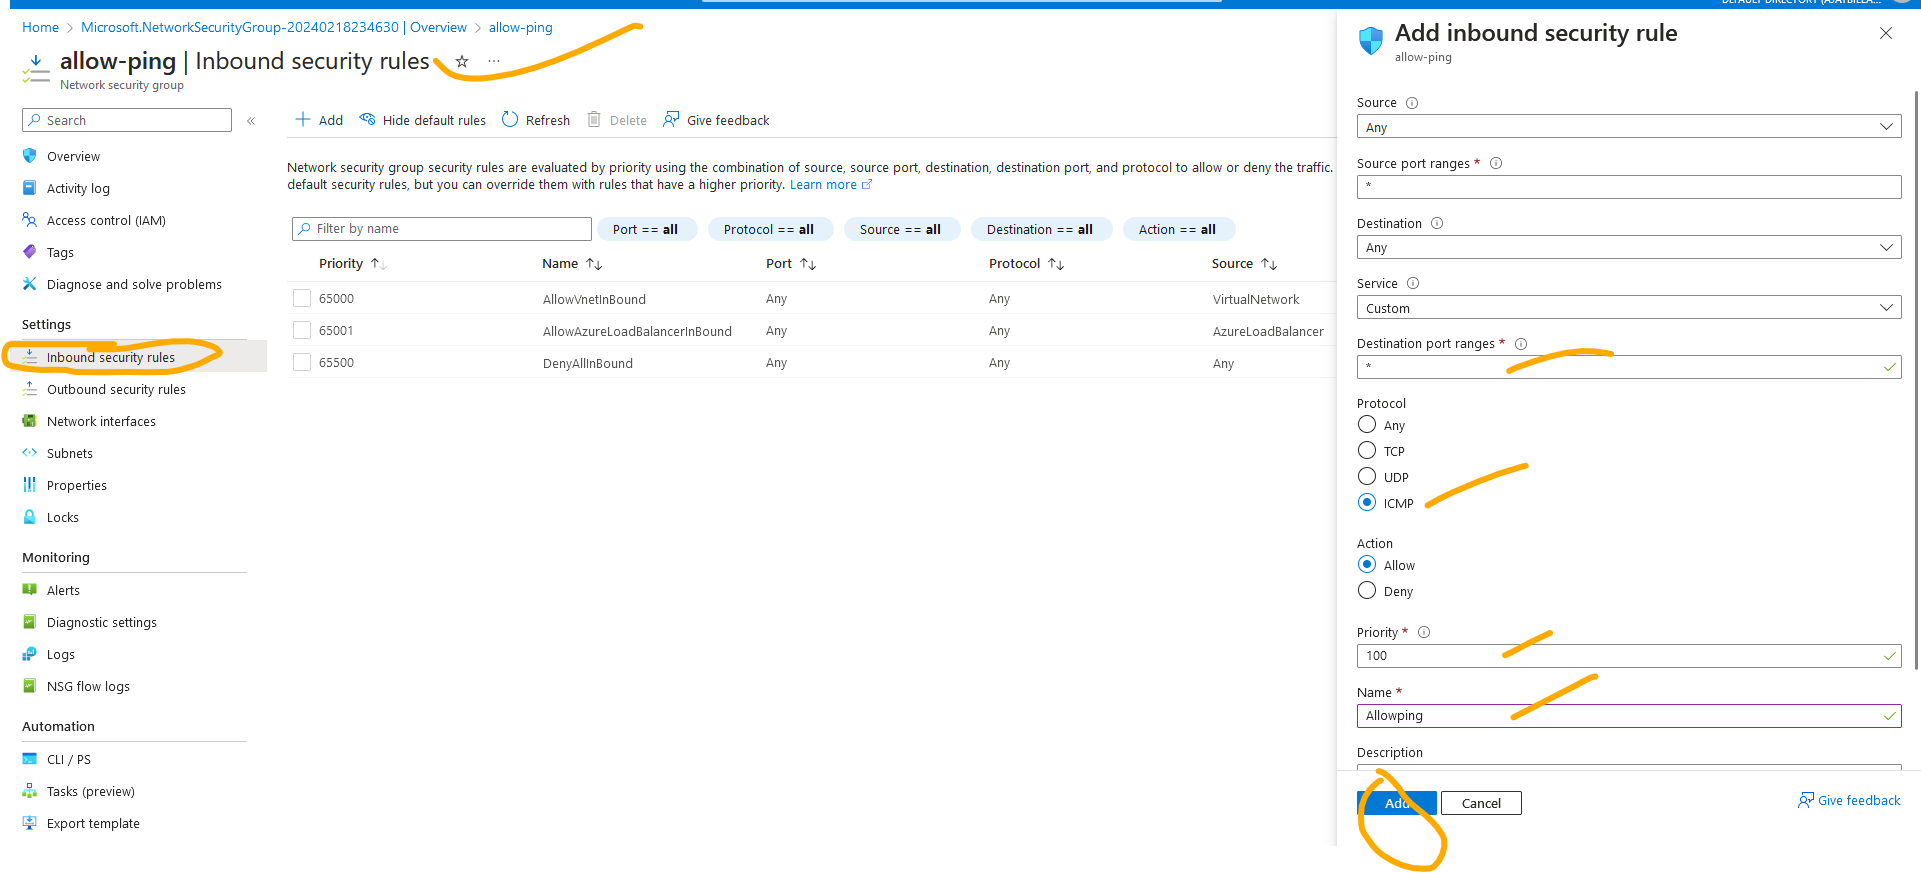 Home > Microsoft.NetworkSecurityGroup-20240218234630 | Overview > allow-ping
allow-ping | Inbound security rules
Network security group
Search
Overview
Activity log
Access control (IAM)
Tags
Diagnose and solve problems
Settings
Inbound security rules
Outbound security rules
Network interfaces
Subnets
Properties
Locks
Monitoring
Alerts
Diagnostic settings
Logs
NSG flow logs
Automation
CLI / PS
Tasks (preview)
Export template
Add Hide default rules Refresh Delete Give feedback
Network security group security rules are evaluated by priority using the combination of source, source port, destination, destination port, and protocol to allow or deny the traffic.
default security rules, but you can override them with rules that have a higher priority. Learn more
Filter by name Port == all Protocol == all Source == all Destination == all Action == all
Priority Name Port Protocol Source
65000 AllowVnetInBound Any Any VirtualNetwork
65001 AllowAzureLoadBalancerInBound Any Any AzureLoadBalancer
65500 DenyAllInBound Any Any Any
Add inbound security rule
allow-ping
Source
Any
Source port ranges *
*
Destination
Any
Service
Custom
Destination port ranges *
*
Protocol
Any
TCP
UDP
ICMP
Action
Allow
Deny
Priority *
100
Name *
Allowping
Description
Add Cancel Give feedback